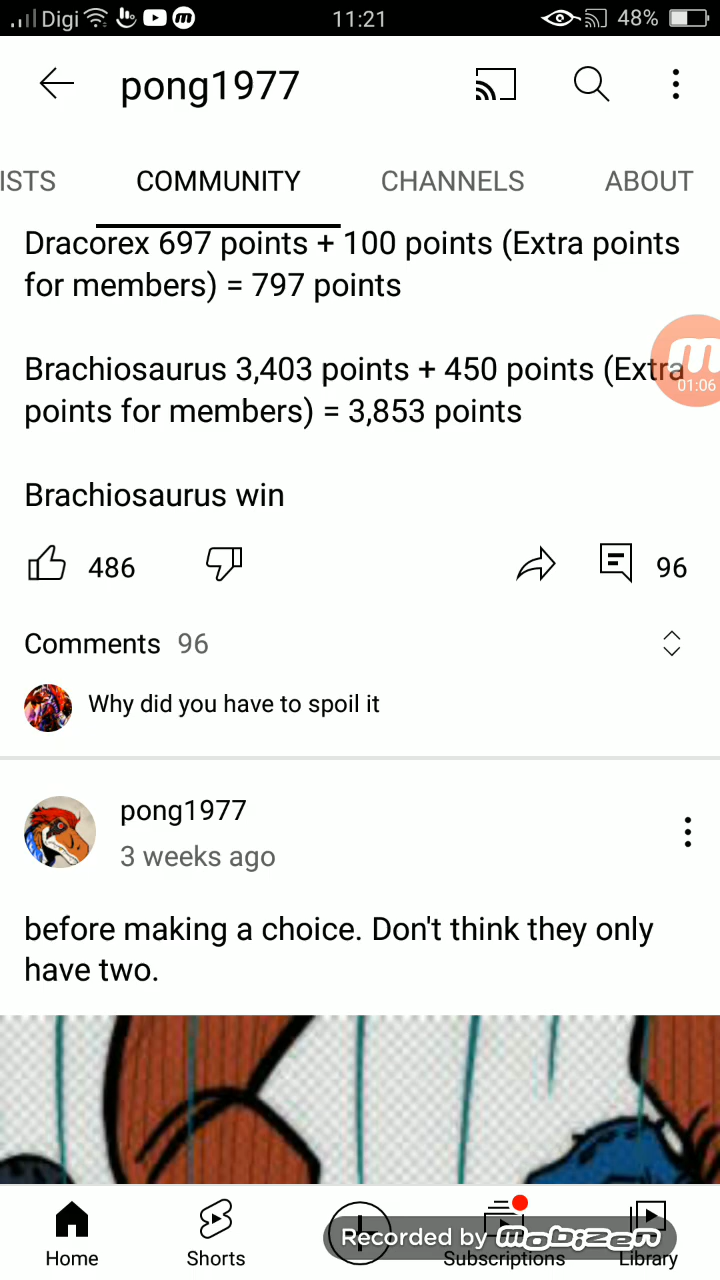 Digi
11:21
48%
pong1977
ISTS
COMMUNITY
CHANNELS
ABOUT
Dracorex 697 points + 100 points (Extra points
for members) = 797 points
Brachiosaurus 3,403 points + 450 points (Extra
points for members) = 3,853 points
01:06
Brachiosaurus win
486
96
Comments 96
Why did you have to spoil it
pong1977
3 weeks ago
before making a choice. Don't think they only
have two.
Recorded by mobizen
Home
Shorts
Subscriptions
Library